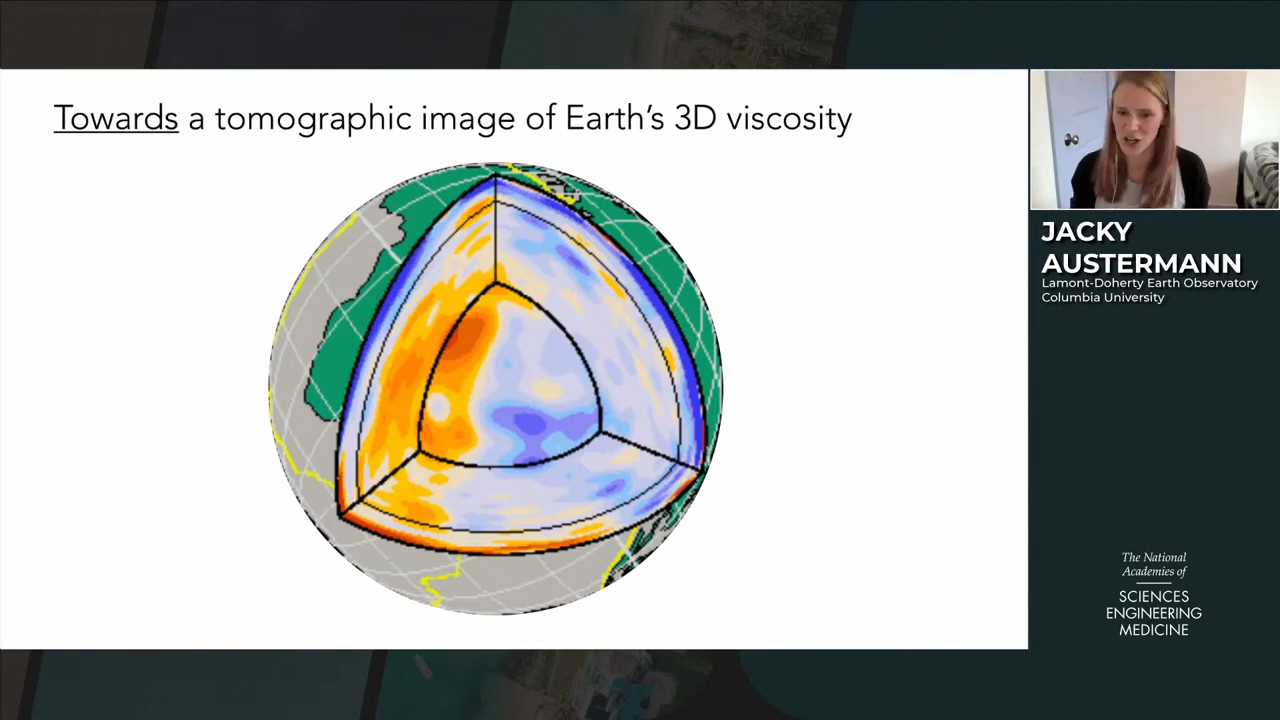 Towards a tomographic image of Earth's 3D viscosity
JACKY
AUSTERMANN
Lamont-Doherty Earth Observatory
Columbia University
The National
Academies of
SCIENCES
ENGINEERING
MEDICINE